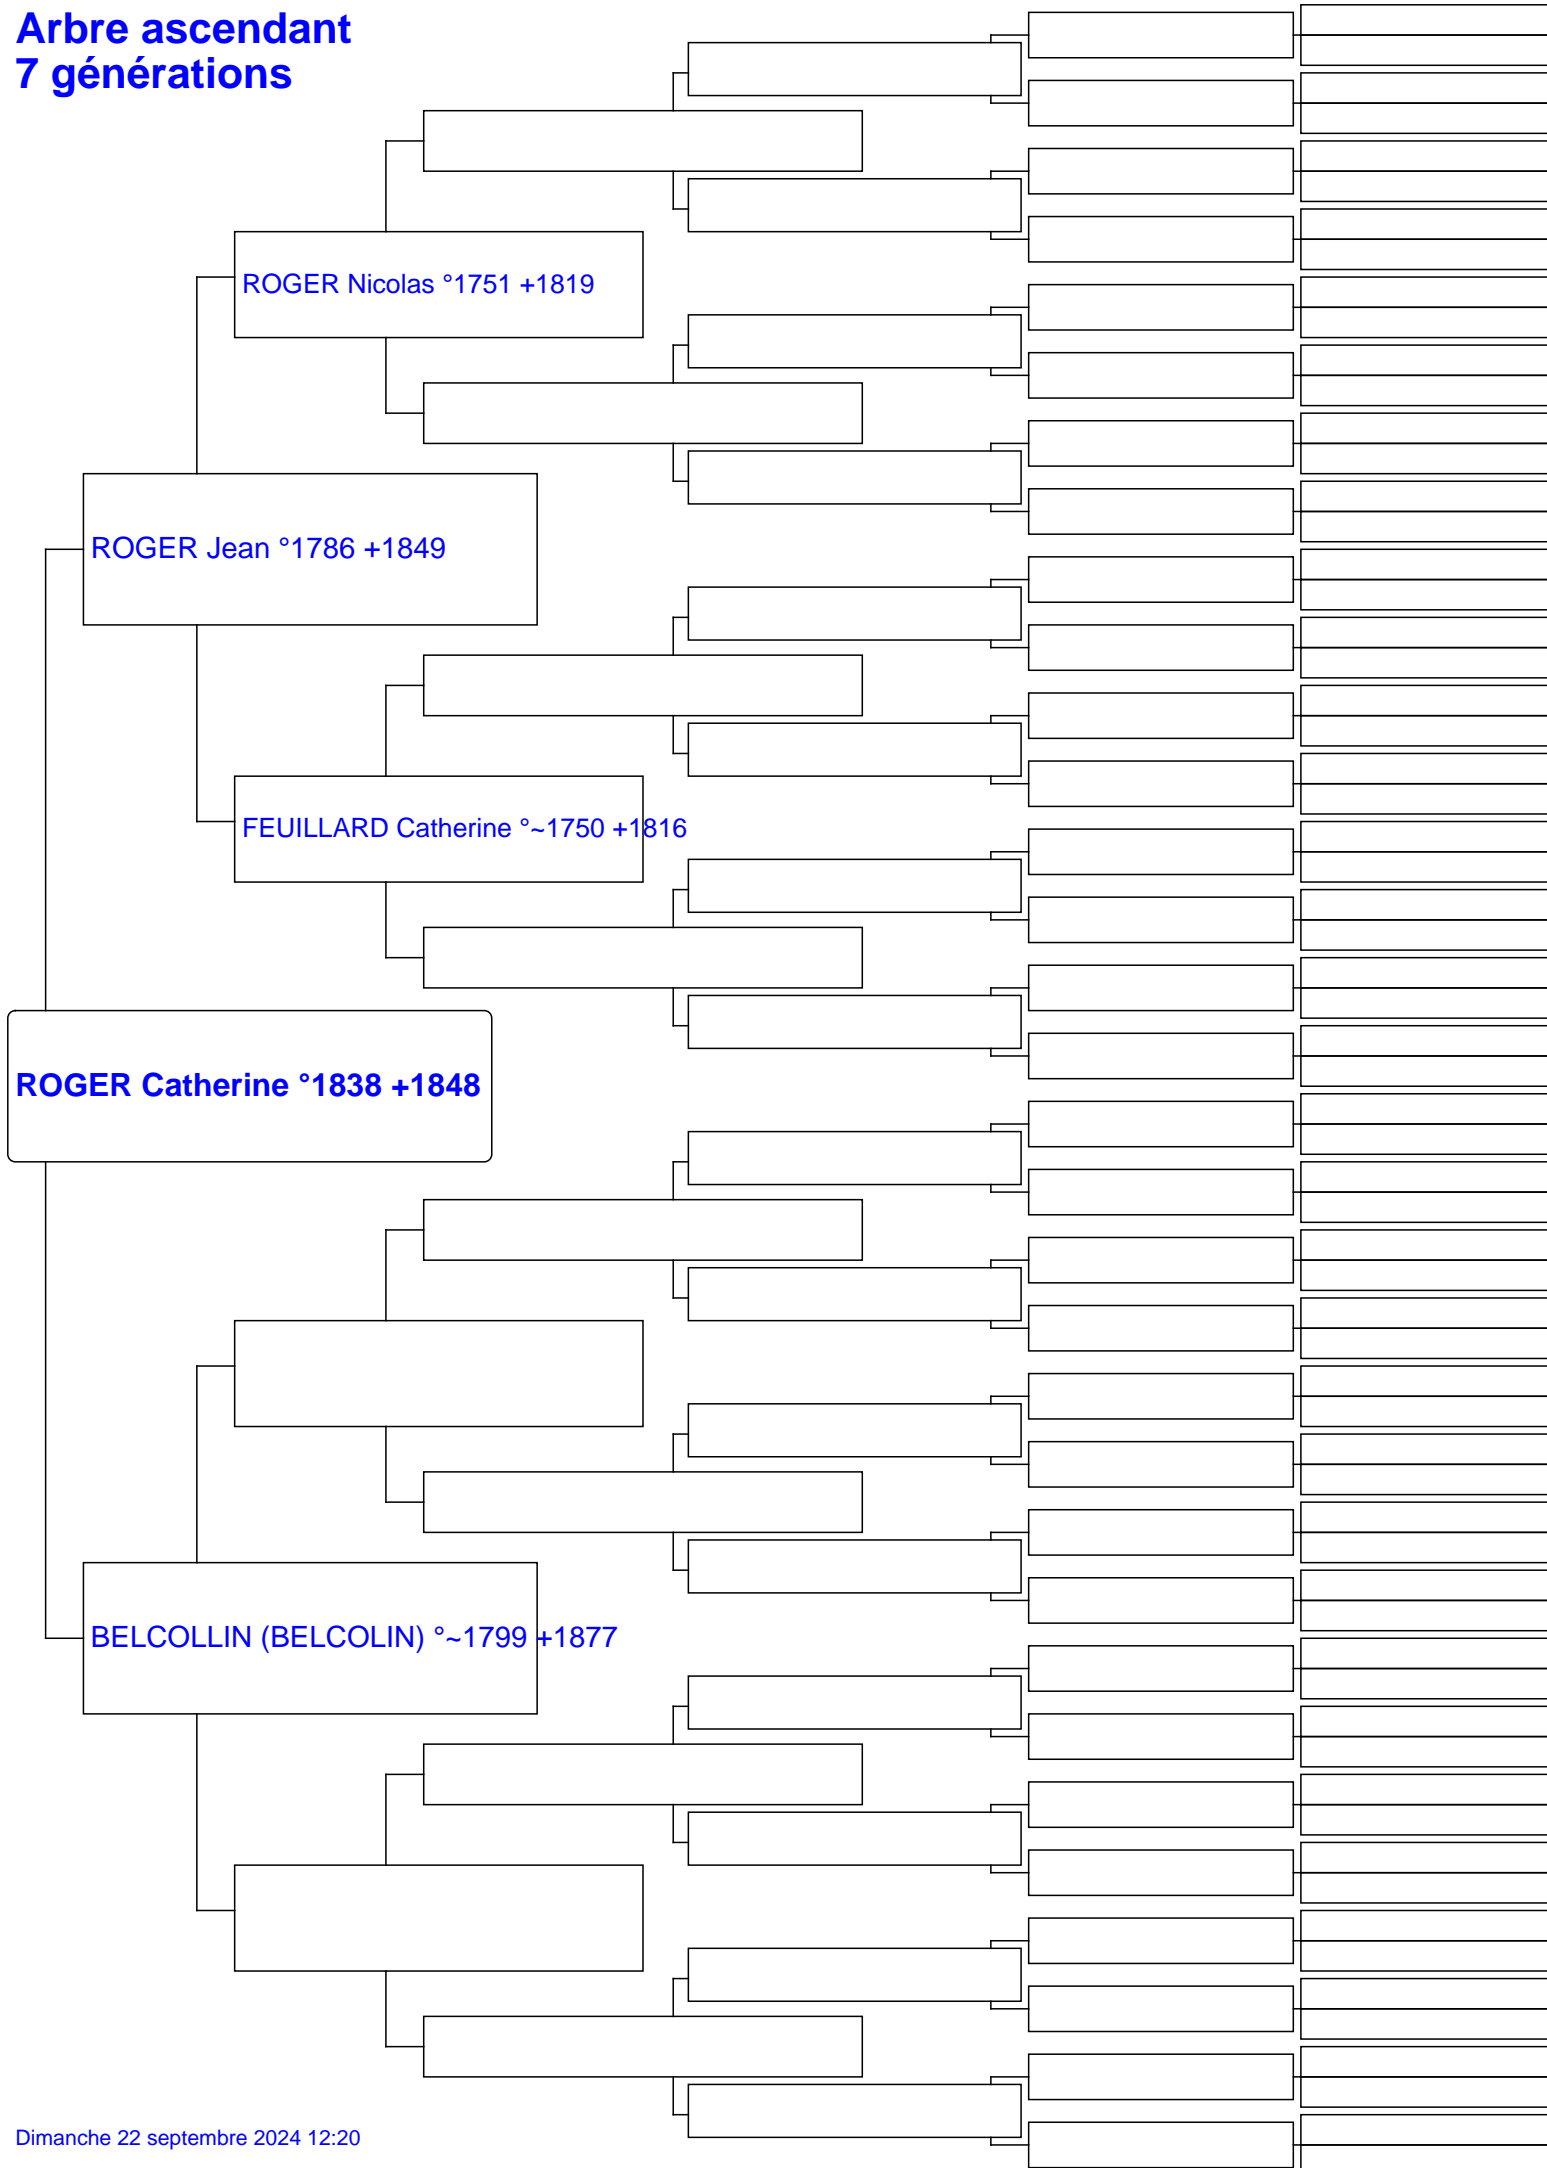 Arbre ascendant
7 générations
ROGER Nicolas °1751 +1819
ROGER Jean °1786 +1849
FEUILLARD Catherine °~1750 +1816
ROGER Catherine °1838 +1848
BELCOLLIN (BELCOLIN) °~1799 +1877
Dimanche 22 septembre 2024 12:20